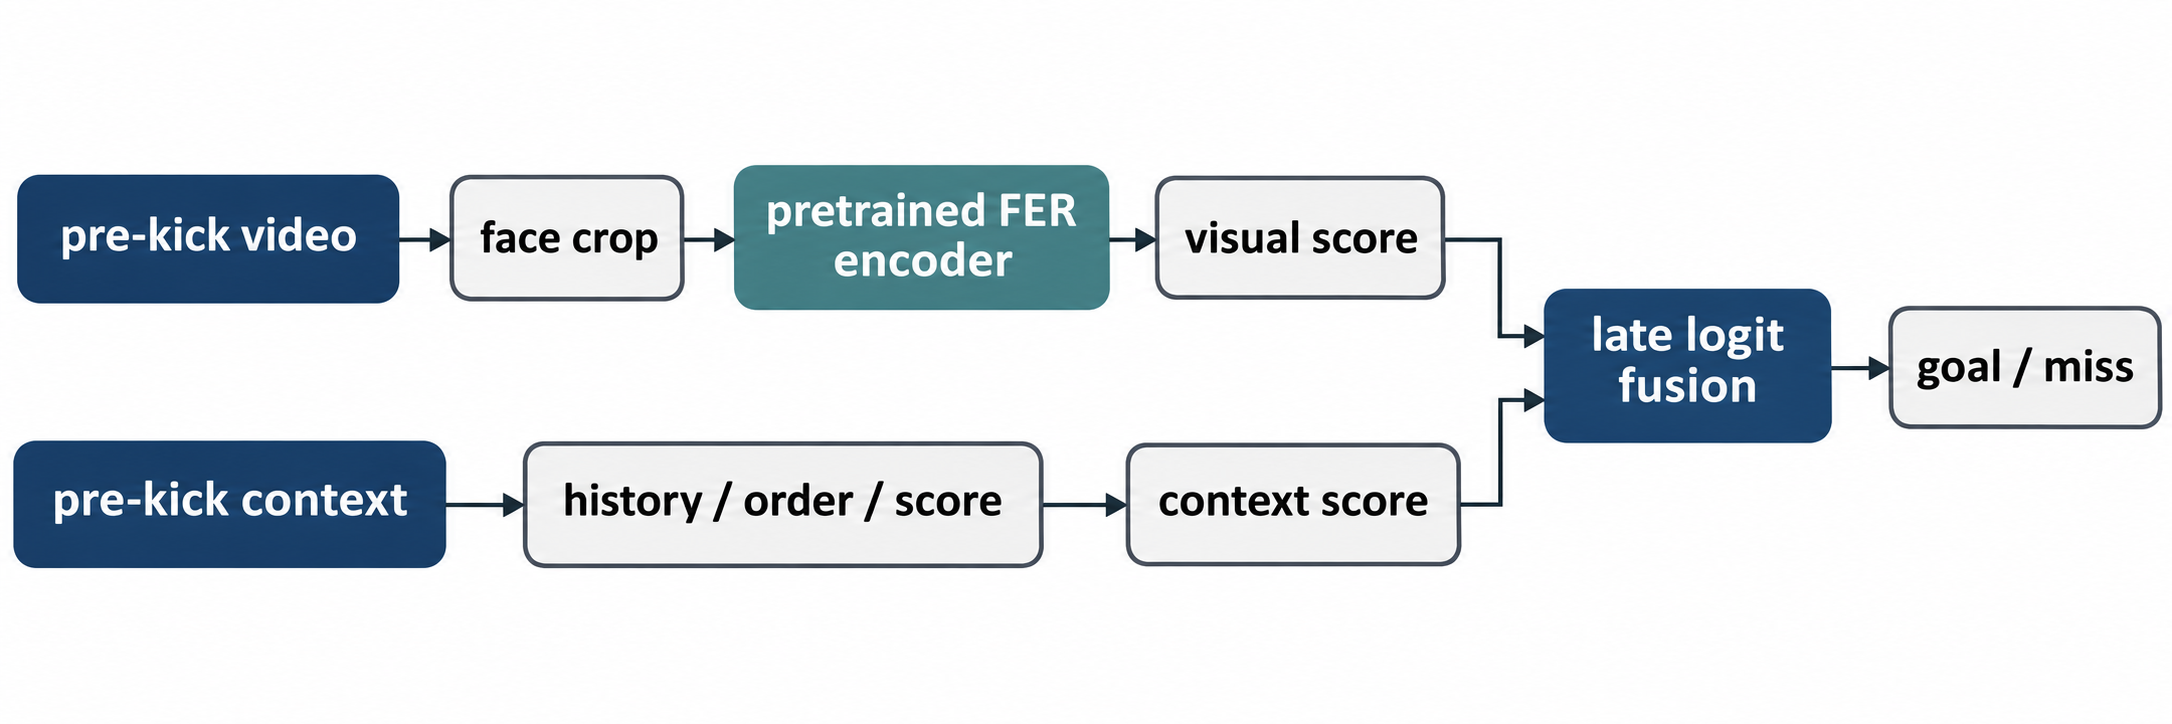 pre-kick video
face crop
pretrained FER
encoder
visual score
late logit
fusion
goal / miss
pre-kick context
history / order / score
context score